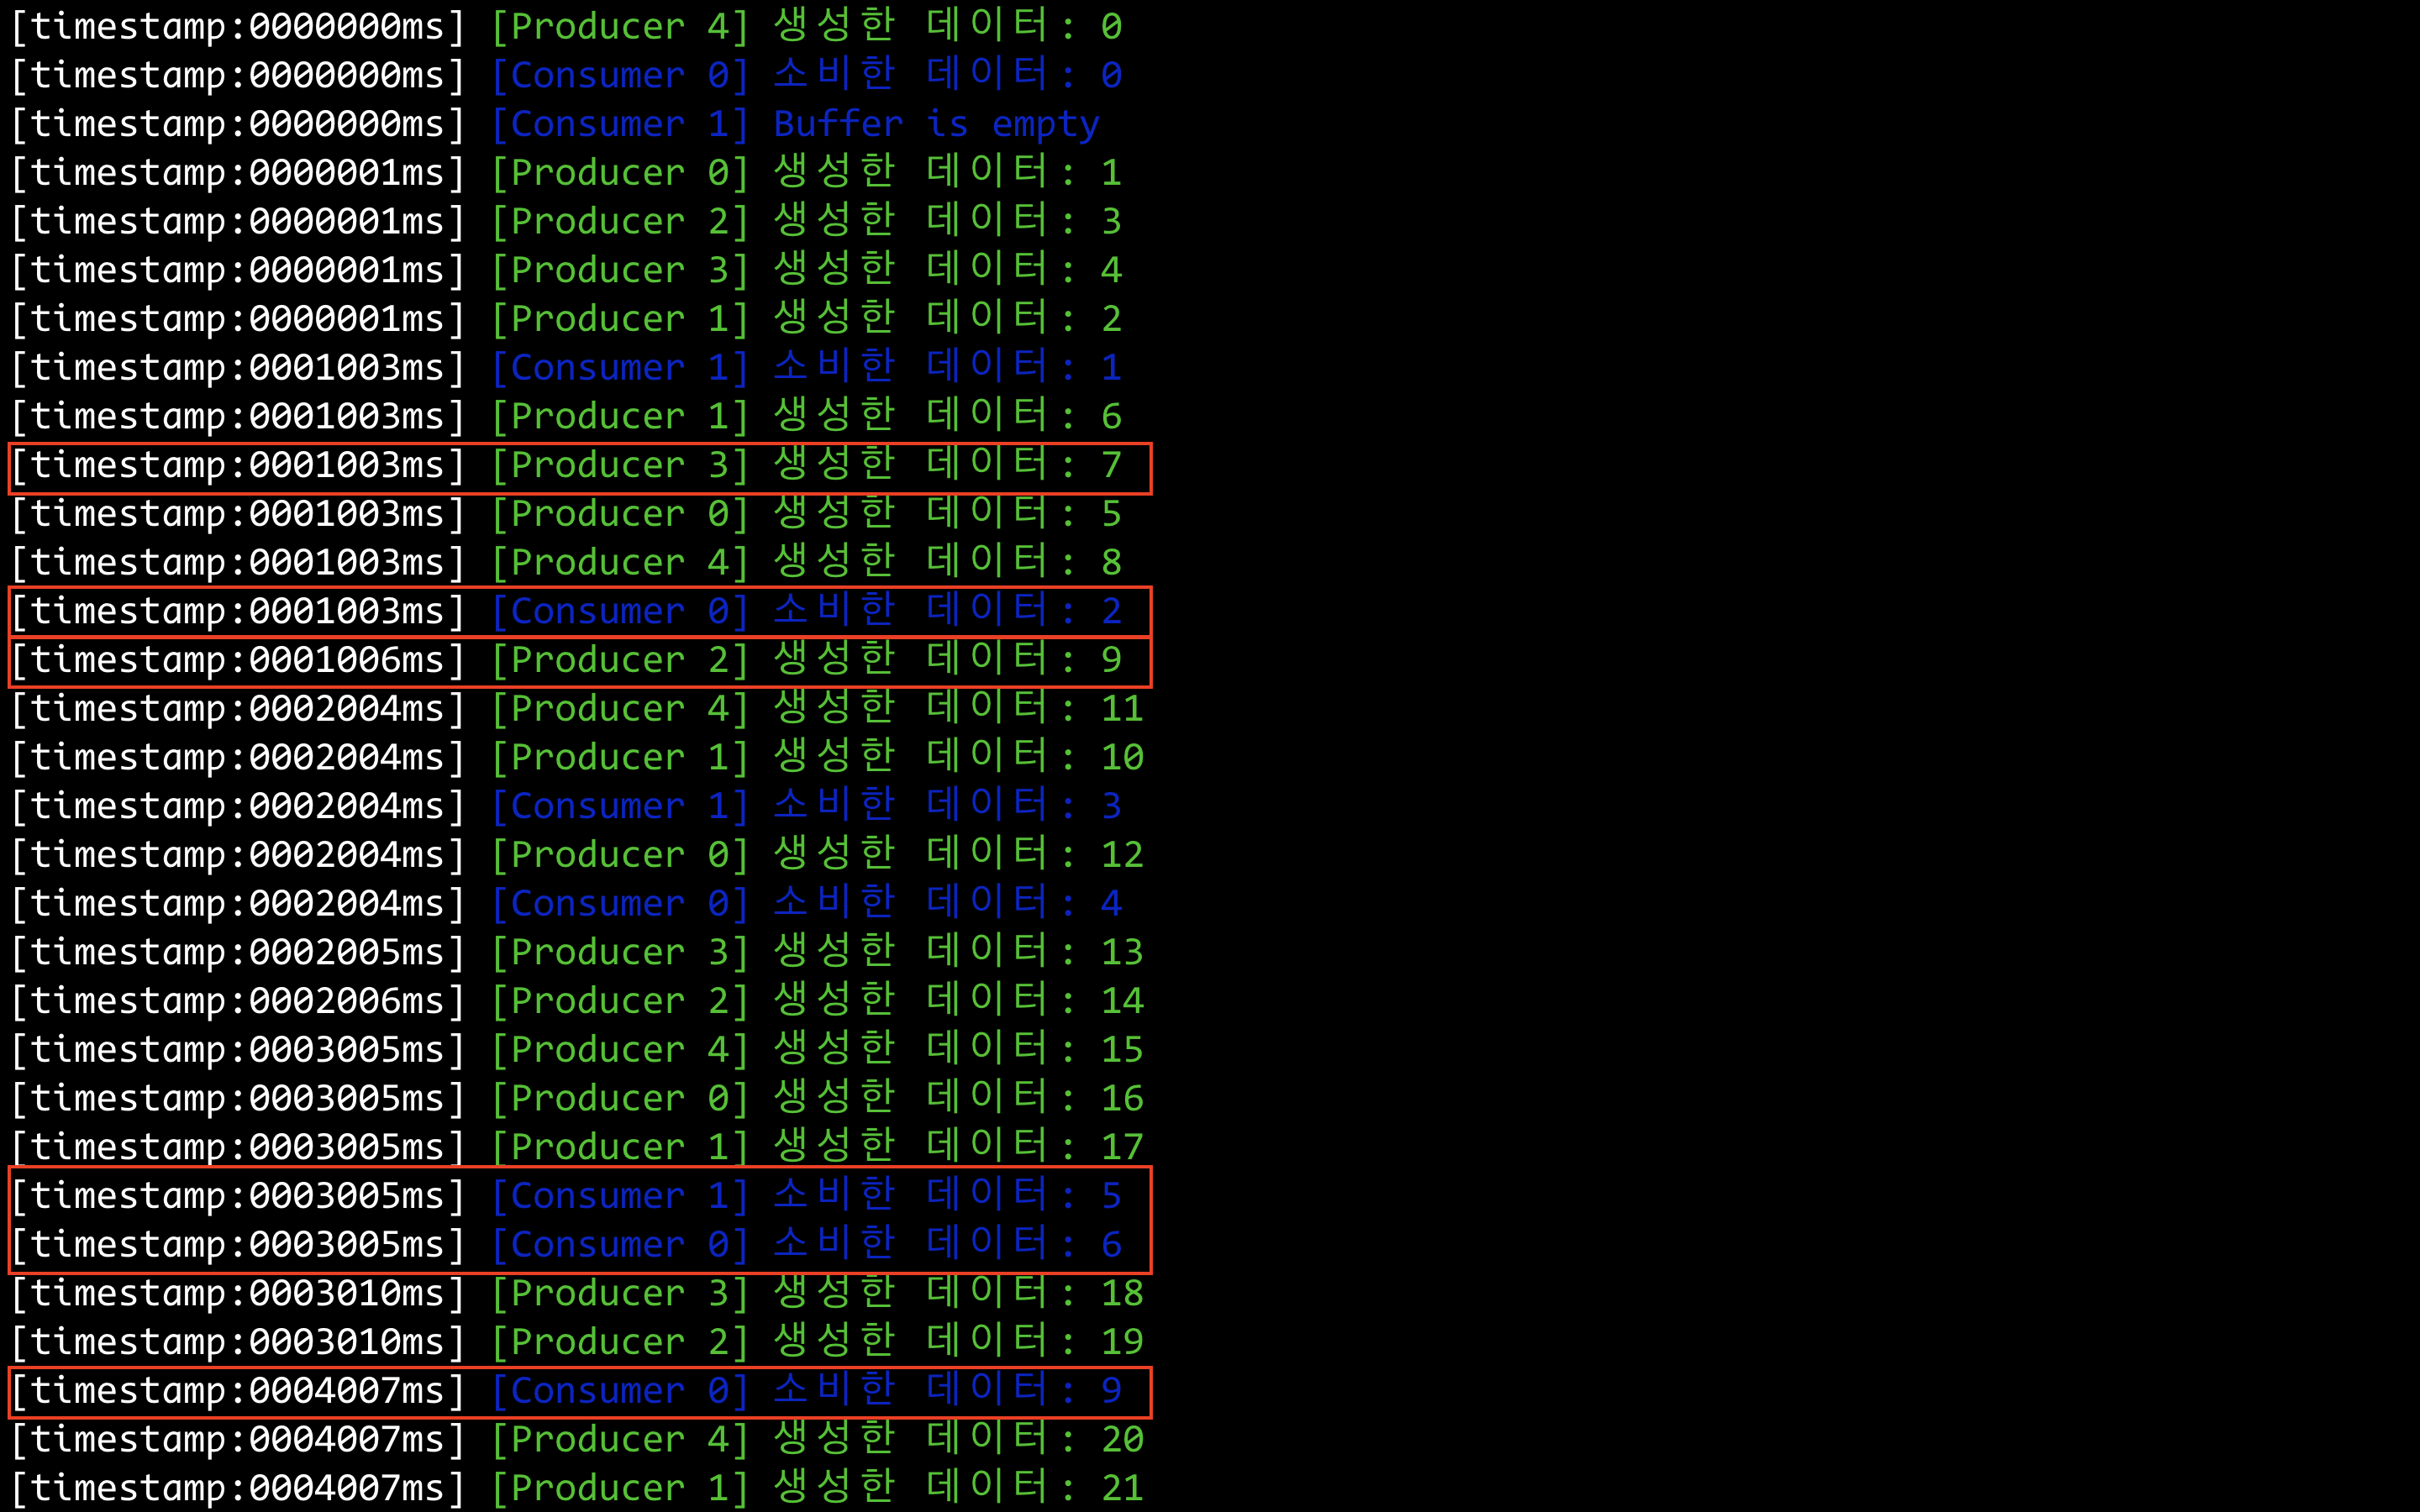 [timestamp:0000000ms] [Producer 4] 생성한 데이터: 0
[timestamp:0000000ms] [Consumer 0] 소비한 데이터: 0
[timestamp:0000000ms] [Consumer 1] Buffer is empty
[timestamp:0000001ms] [Producer 0] 생성한 데이터: 1
[timestamp:0000001ms] [Producer 2] 생성한 데이터: 3
[timestamp:0000001ms] [Producer 3] 생성한 데이터: 4
[timestamp:0000001ms] [Producer 1] 생성한 데이터: 2
[timestamp:0001003ms] [Consumer 1] 소비한 데이터: 1
[timestamp:0001003ms] [Producer 1] 생성한 데이터: 6
[timestamp:0001003ms] [Producer 3] 생성한 데이터: 7
[timestamp:0001003ms] [Producer 0] 생성한 데이터: 5
[timestamp:0001003ms] [Producer 4] 생성한 데이터: 8
[timestamp:0001003ms] [Consumer 0] 소비한 데이터: 2
[timestamp:0001006ms] [Producer 2] 생성한 데이터: 9
[timestamp:0002004ms] [Producer 4] 생성한 데이터: 11
[timestamp:0002004ms] [Producer 1] 생성한 데이터: 10
[timestamp:0002004ms] [Consumer 1] 소비한 데이터: 3
[timestamp:0002004ms] [Producer 0] 생성한 데이터: 12
[timestamp:0002004ms] [Consumer 0] 소비한 데이터: 4
[timestamp:0002005ms] [Producer 3] 생성한 데이터: 13
[timestamp:0002006ms] [Producer 2] 생성한 데이터: 14
[timestamp:0003005ms] [Producer 4] 생성한 데이터: 15
[timestamp:0003005ms] [Producer 0] 생성한 데이터: 16
[timestamp:0003005ms] [Producer 1] 생성한 데이터: 17
[timestamp:0003005ms] [Consumer 1] 소비한 데이터: 5
[timestamp:0003005ms] [Consumer 0] 소비한 데이터: 6
[timestamp:0003010ms] [Producer 3] 생성한 데이터: 18
[timestamp:0003010ms] [Producer 2] 생성한 데이터: 19
[timestamp:0004007ms] [Consumer 0] 소비한 데이터: 9
[timestamp:0004007ms] [Producer 4] 생성한 데이터: 20
[timestamp:0004007ms] [Producer 1] 생성한 데이터: 21